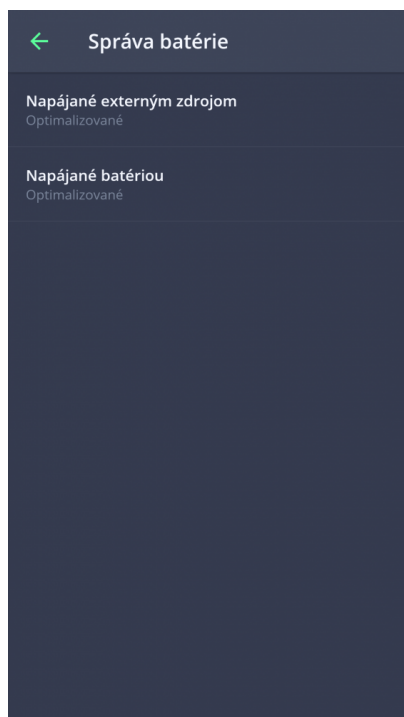 Správa batérie
Napájané externým zdrojom
Optimalizované
Napájané batériou
Optimalizované